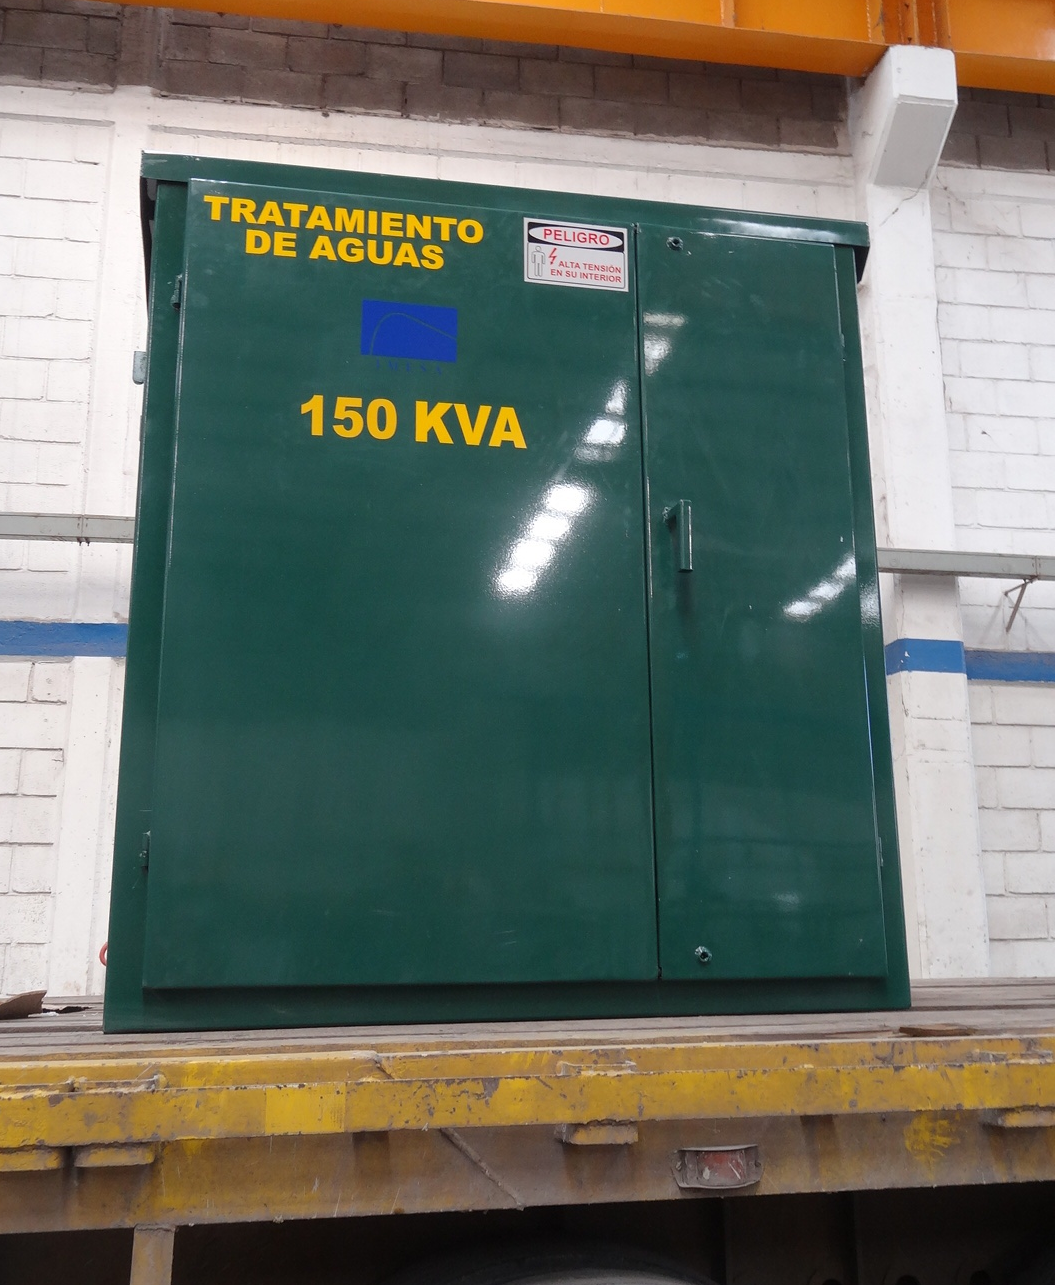 TRATAMIENTO
DE AGUAS
PELIGRO
ALTA TENSIÓN
EN SU INTERIOR
150 KVA